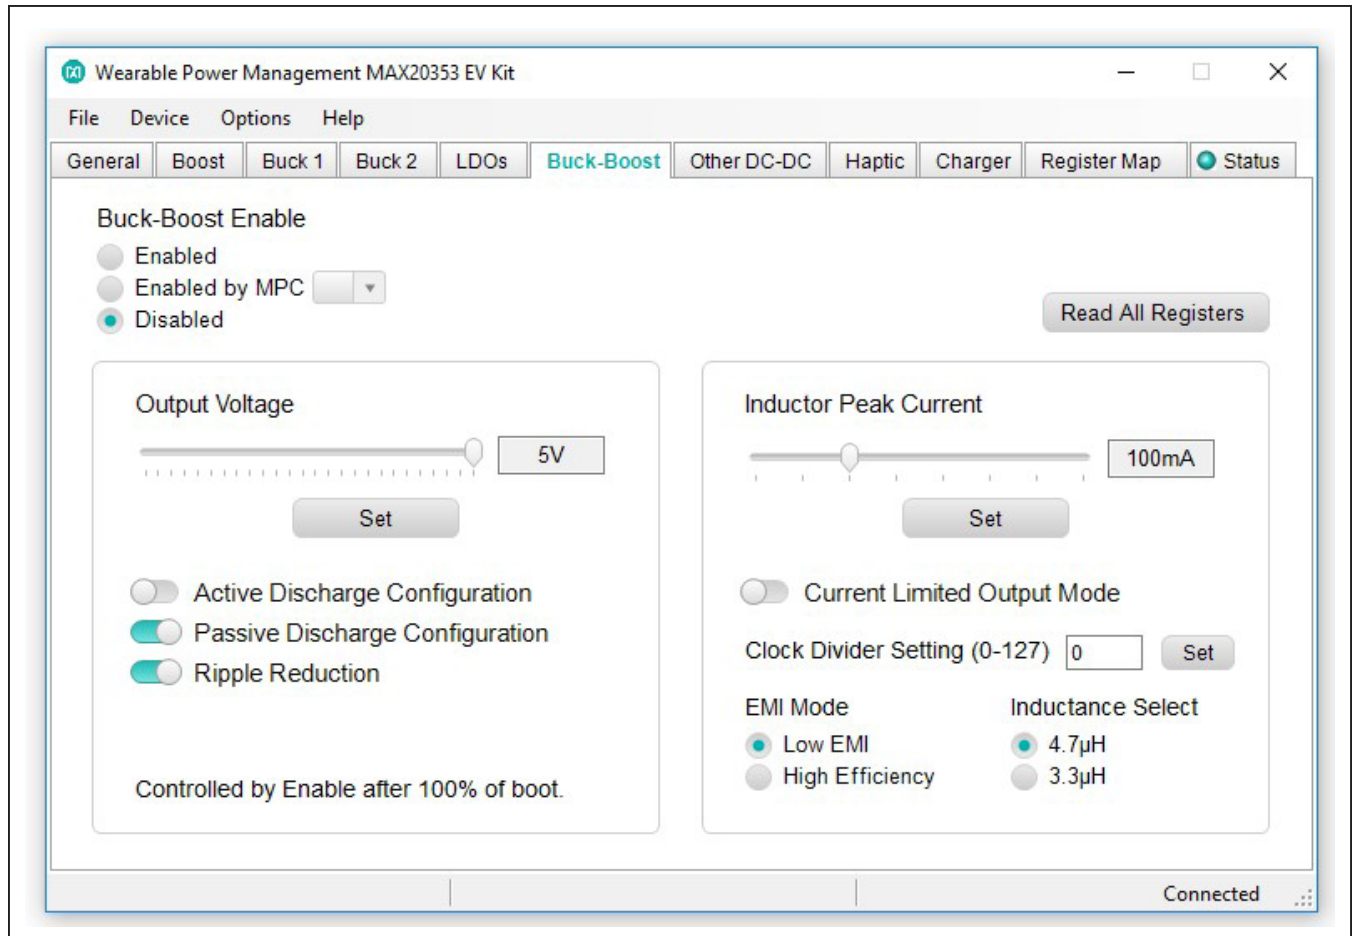 Wearable Power Management MAX20353 EV Kit
File Device Options Help
General Boost Buck 1 Buck 2 LDOs Buck-Boost Other DC-DC Haptic Charger Register Map Status
Buck-Boost Enable
Enabled
Enabled by MPC
Disabled
Read All Registers
Output Voltage
5V
Set
Active Discharge Configuration
Passive Discharge Configuration
Ripple Reduction
Controlled by Enable after 100% of boot.
Inductor Peak Current
100mA
Set
Current Limited Output Mode
Clock Divider Setting (0-127) 0 Set
EMI Mode
Low EMI
High Efficiency
Inductance Select
4.7μH
3.3μH
Connected